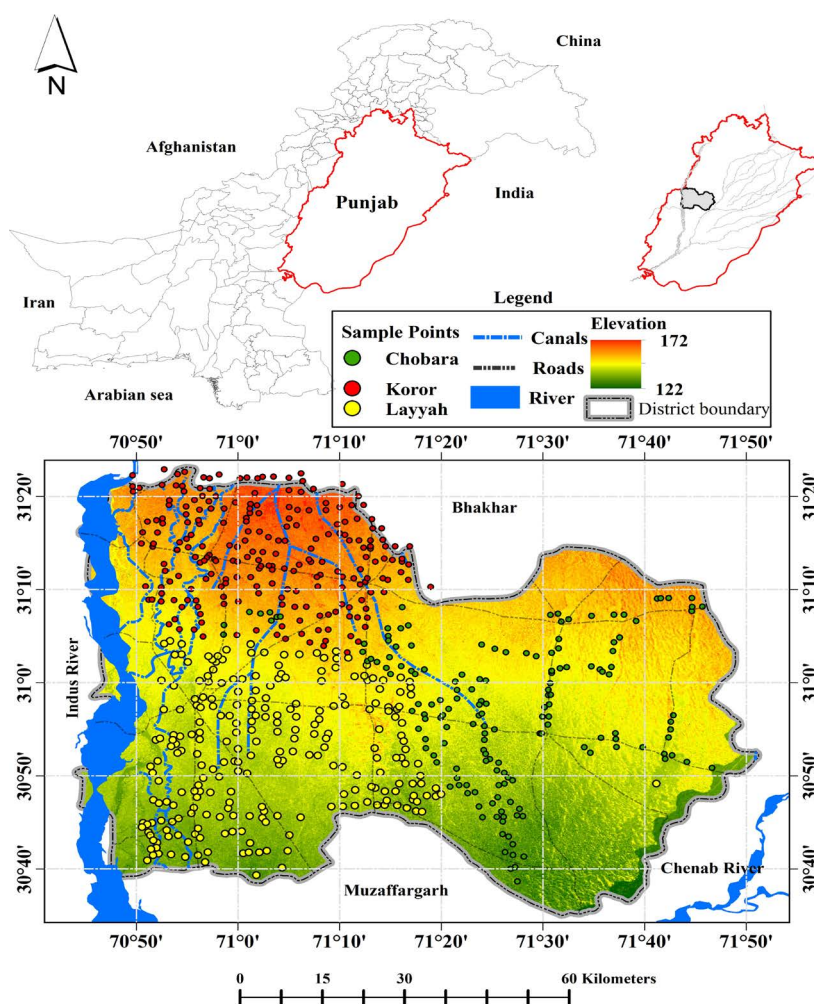 China
N
Afghanistan
Punjab
India
Iran
Arabian sea
Legend
Sample Points
Chobara
Koror
Layyah
Canals
Roads
River
Elevation
172
122
District boundary
70°50' 71°0' 71°10' 71°20' 71°30' 71°40' 71°50'
31°20' 31°20'
Bhakhar
31°10' 31°10'
Indus River
31°00' 31°00'
30°50' 30°50'
30°40' 30°40'
Chenab River
Muzaffargarh
70°50' 71°0' 71°10' 71°20' 71°30' 71°40' 71°50'
0 15 30 60 Kilometers